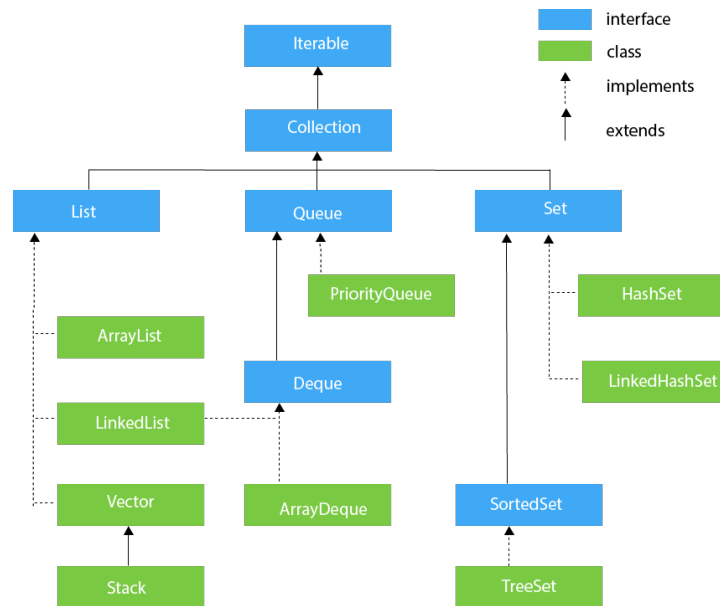 interface
Iterable
class
implements
Collection
extends
List
Queue
Set
PriorityQueue
HashSet
ArrayList
Deque
LinkedHashSet
LinkedList
Vector
ArrayDeque
SortedSet
Stack
TreeSet